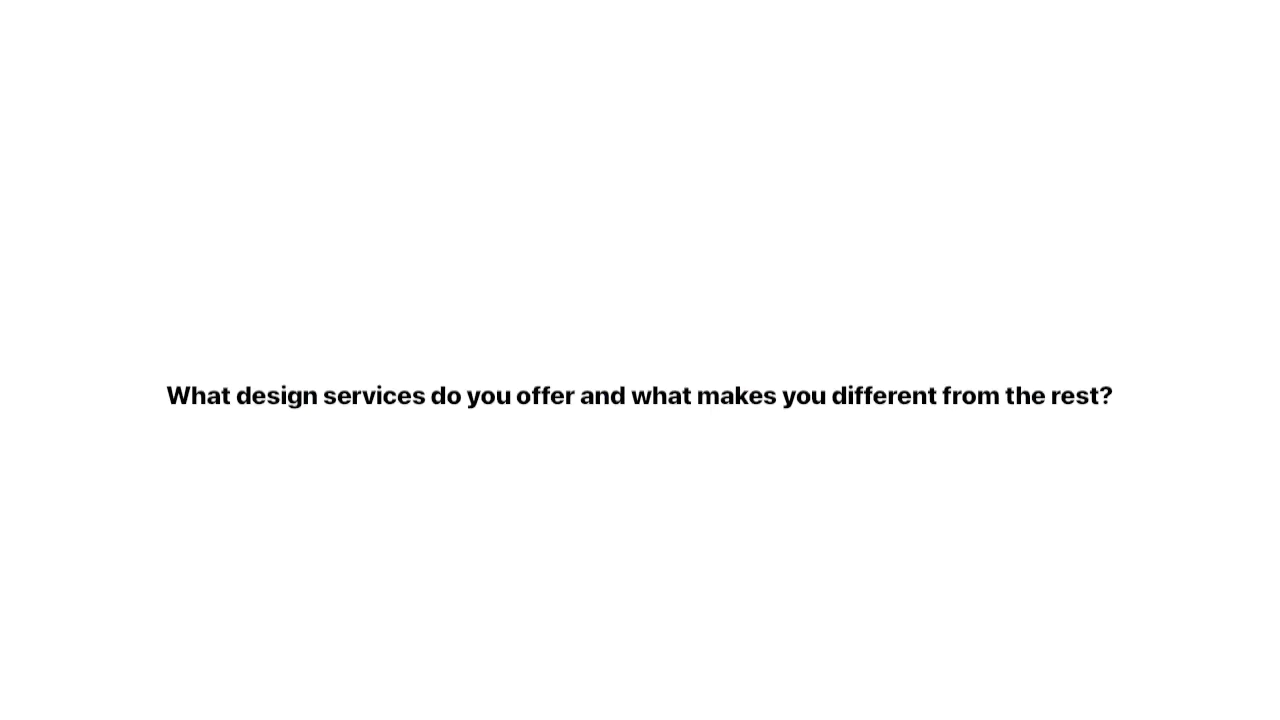 What design services do you offer and what makes you different from the rest?